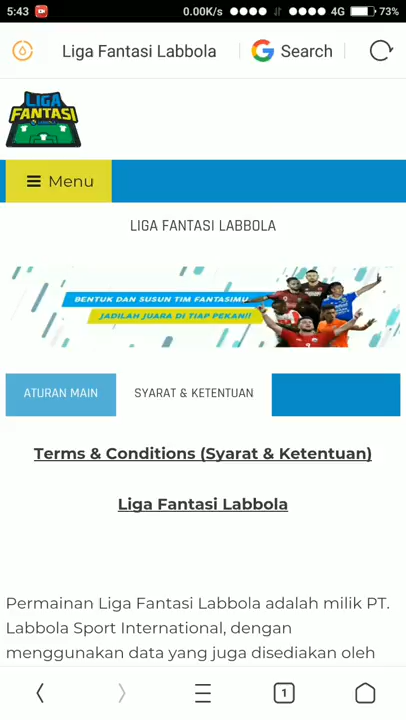 5:43
0.00K/s
4G
73%
Liga Fantasi Labbola
Search
LIGA
FANTASI
Menu
LIGA FANTASI LABBOLA
BENTUK DAN SUSUN TIM FANTASIMU
JADILAH JUARA DI TIAP PEKAN!!
ATURAN MAIN
SYARAT & KETENTUAN
Terms & Conditions (Syarat & Ketentuan)
Liga Fantasi Labbola
Permainan Liga Fantasi Labbola adalah milik PT.
Labbola Sport International, dengan
menggunakan data yang juga disediakan oleh
1